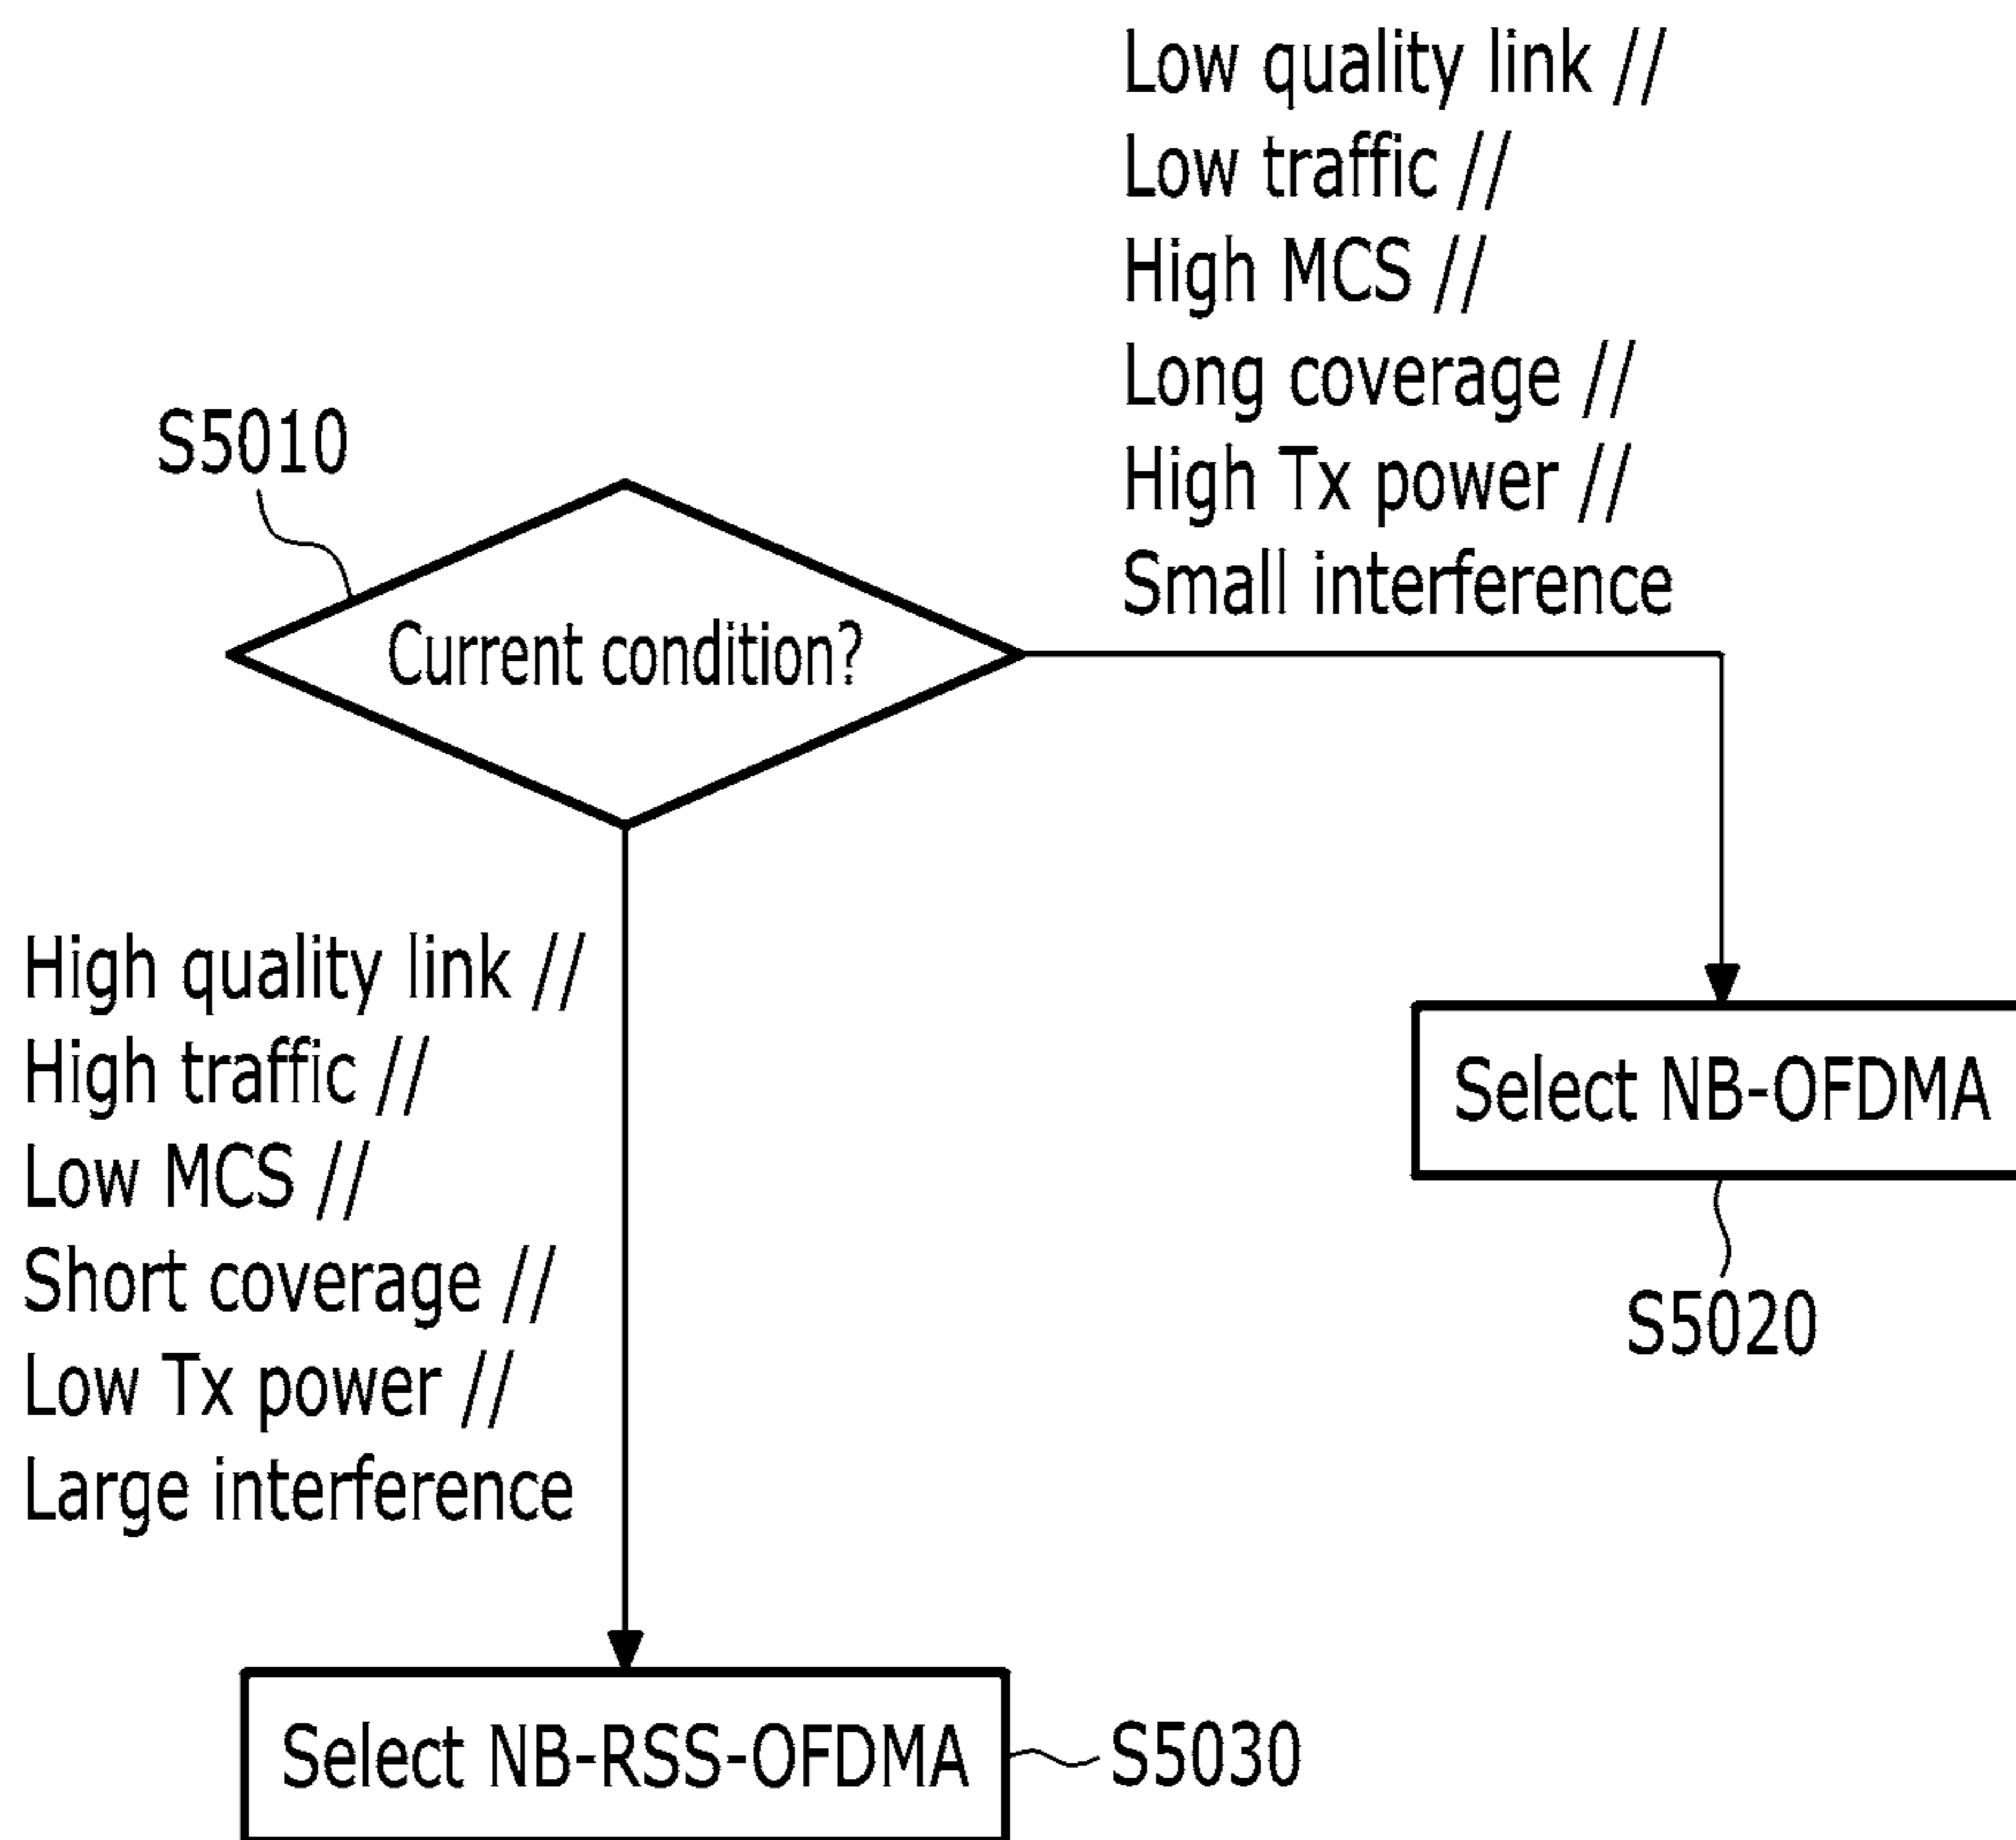 Low quality link //
Low traffic //
High MCS //
Long coverage //
High Tx power //
Small interference
S5010
Current condition?
High quality link //
High traffic //
Low MCS //
Short coverage //
Low Tx power //
Large interference
Select NB-OFDMA
S5020
Select NB-RSS-OFDMA
S5030